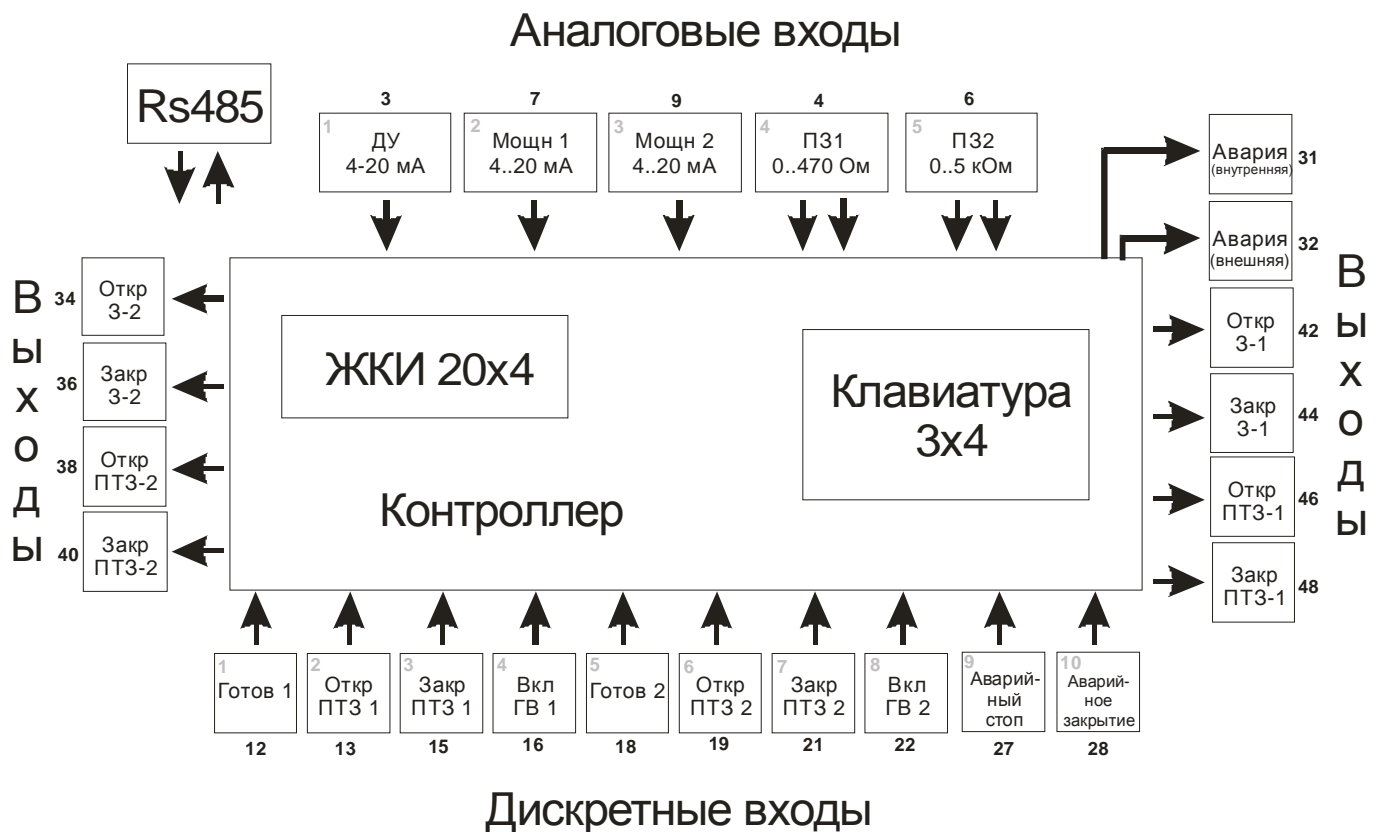 Аналоговые входы
Rs485
3
7
9
4
6
1
ДУ
4-20 мА
2
Мощн 1
4..20 мА
3
Мощн 2
4..20 мА
4
ПЗ1
0..470 Ом
5
ПЗ2
0..5 кОм
Авария
(внутренняя)
31
Авария
(внешняя)
32
Выходы
34
Откр
З-2
36
Закр
З-2
38
Откр
ПТЗ-2
40
Закр
ПТЗ-2
ЖКИ 20x4
Клавиатура
3x4
Контроллер
Откр
З-1
42
Закр
З-1
44
Откр
ПТЗ-1
46
Закр
ПТЗ-1
48
Выходы
1
Готов 1
2
Откр
ПТЗ 1
3
Закр
ПТЗ 1
4
Вкл
ГВ 1
5
Готов 2
6
Откр
ПТЗ 2
7
Закр
ПТЗ 2
8
Вкл
ГВ 2
9
Аварий-
ный
стоп
10
Аварий-
ное
закрытие
12
13
15
16
18
19
21
22
27
28
Дискретные входы